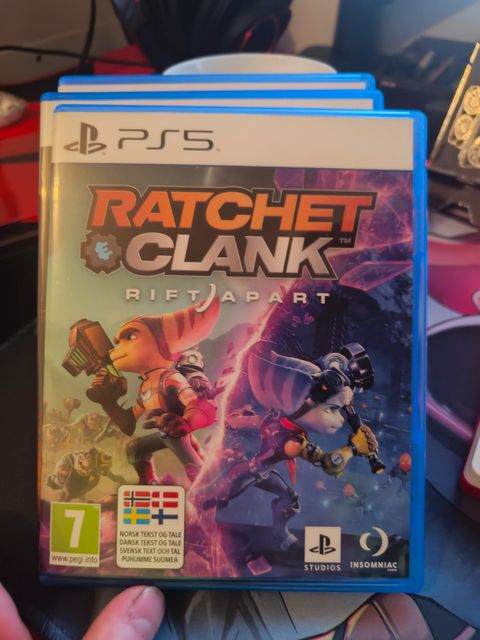 PS5
RATCHET
& CLANK™
RIFT APART
7
www.pegi.info
NORSK TEKST OG TALE
DANSK TEKST OG TALE
SVENSK TEXT OCH TAL
PUHUMME SUOMEA
STUDIOS
INSOMNIAC